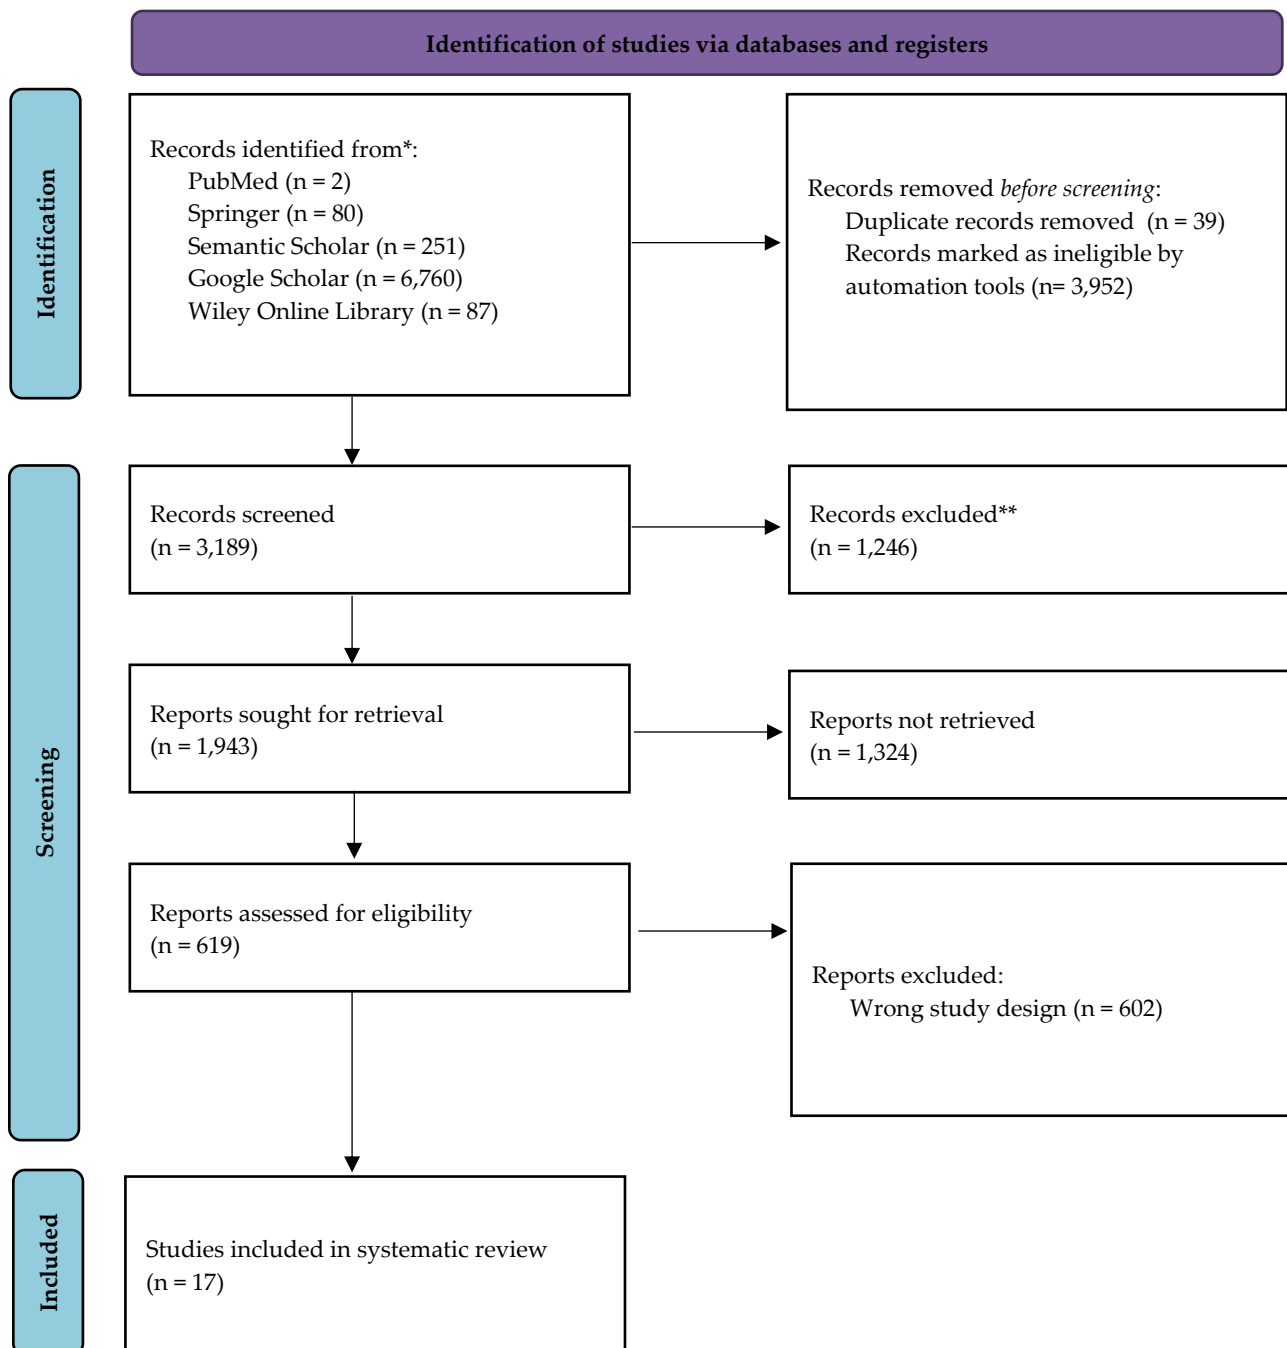 Identification of studies via databases and registers
Identification
Records identified from*:
PubMed (n = 2)
Springer (n = 80)
Semantic Scholar (n = 251)
Google Scholar (n = 6,760)
Wiley Online Library (n = 87)
Records removed before screening:
Duplicate records removed (n = 39)
Records marked as ineligible by
automation tools (n= 3,952)
Screening
Records screened
(n = 3,189)
Records excluded**
(n = 1,246)
Reports sought for retrieval
(n = 1,943)
Reports not retrieved
(n = 1,324)
Reports assessed for eligibility
(n = 619)
Reports excluded:
Wrong study design (n = 602)
Included
Studies included in systematic review
(n = 17)